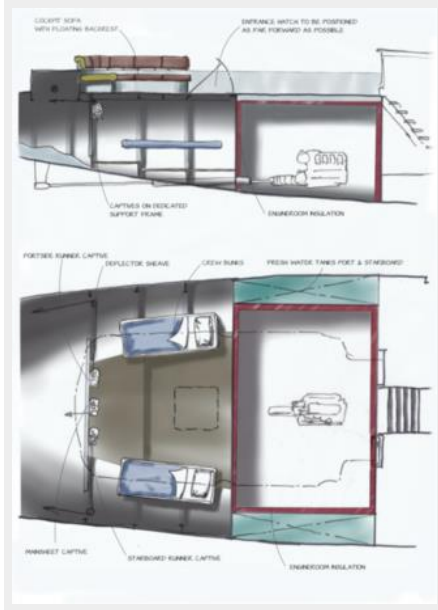 COCKPIT SOFA
WITH FLOATING BACKREST
ENTRANCE HATCH TO BE POSITIONED
AS FAR FORWARD AS POSSIBLE
CAPTIVES ON DEDICATED
SUPPORT FRAME
ENGINEROOM INSULATION
PORTSIDE RUNNER CAPTIVE
DEFLECTOR SHEAVE
CREW BUNKS
FRESH WATER TANKS PORT & STARBOARD
MAINSHEET CAPTIVE
STARBOARD RUNNER CAPTIVE
ENGINEROOM INSULATION